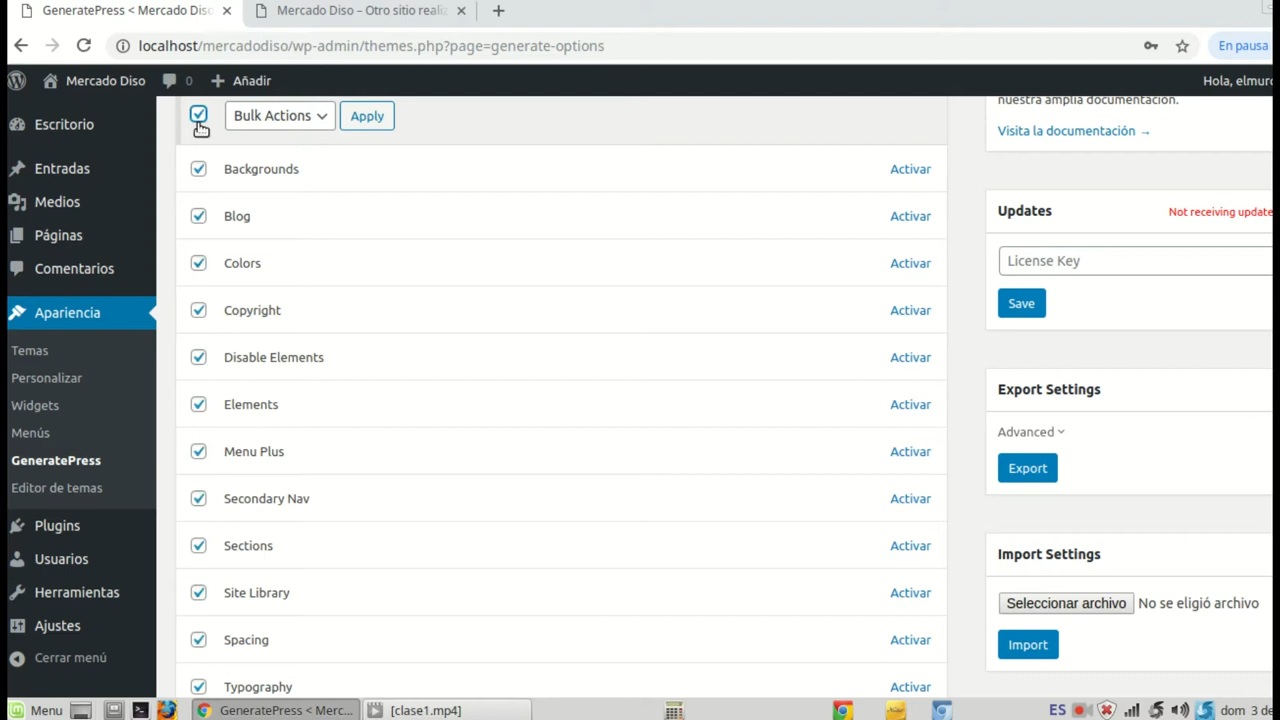 GeneratePress < Mercado Diso
Mercado Diso – Otro sitio realiz
localhost/mercadodiso/wp-admin/themes.php?page=generate-options
En pausa
Mercado Diso
0
Añadir
Hola, elmurc
Escritorio
Entradas
Medios
Páginas
Comentarios
Apariencia
Temas
Personalizar
Widgets
Menús
GeneratePress
Editor de temas
Plugins
Usuarios
Herramientas
Ajustes
Cerrar menú
Bulk Actions
Apply
Backgrounds Activar
Blog Activar
Colors Activar
Copyright Activar
Disable Elements Activar
Elements Activar
Menu Plus Activar
Secondary Nav Activar
Sections Activar
Site Library Activar
Spacing Activar
Typography Activar
nuestra amplia documentación.
Visita la documentación →
Updates
Not receiving update
License Key
Save
Export Settings
Advanced
Export
Import Settings
Seleccionar archivo No se eligió archivo
Import
Menu
GeneratePress < Merc...
[clase1.mp4]
ES
dom 3 de